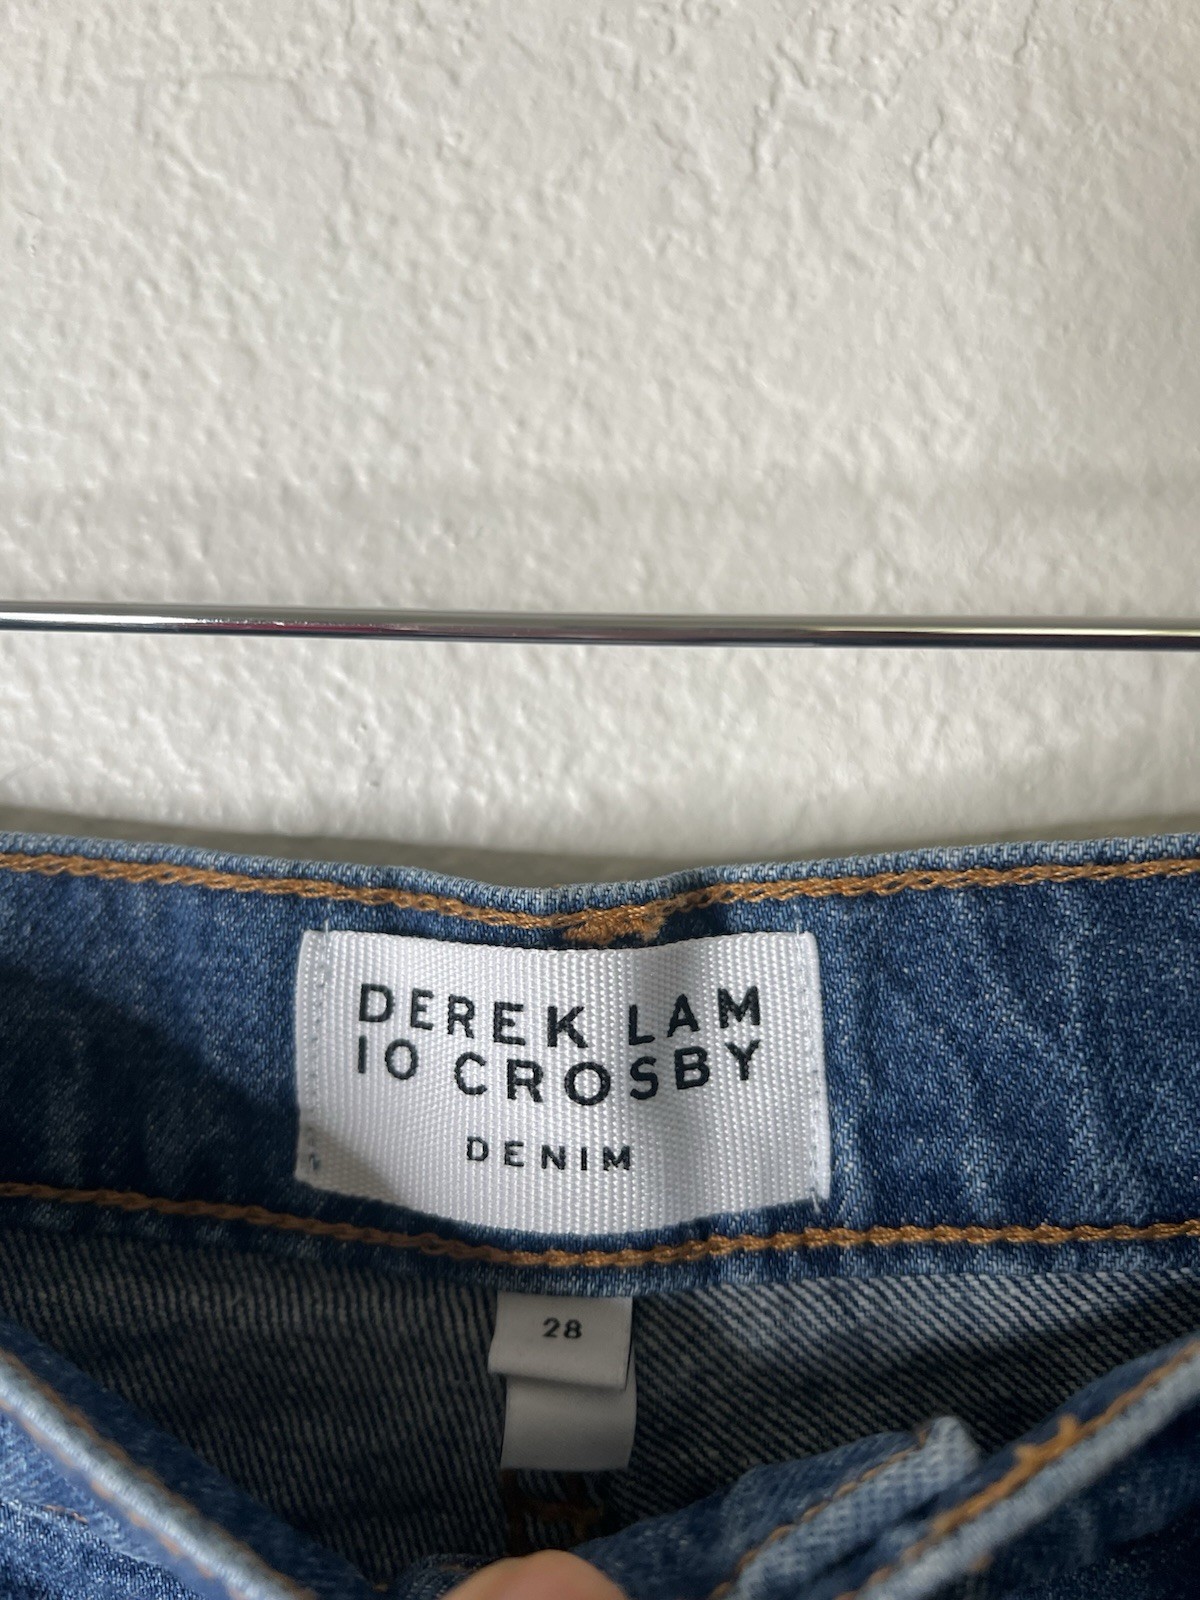 DEREK LAM
10 CROSBY
DENIM
28